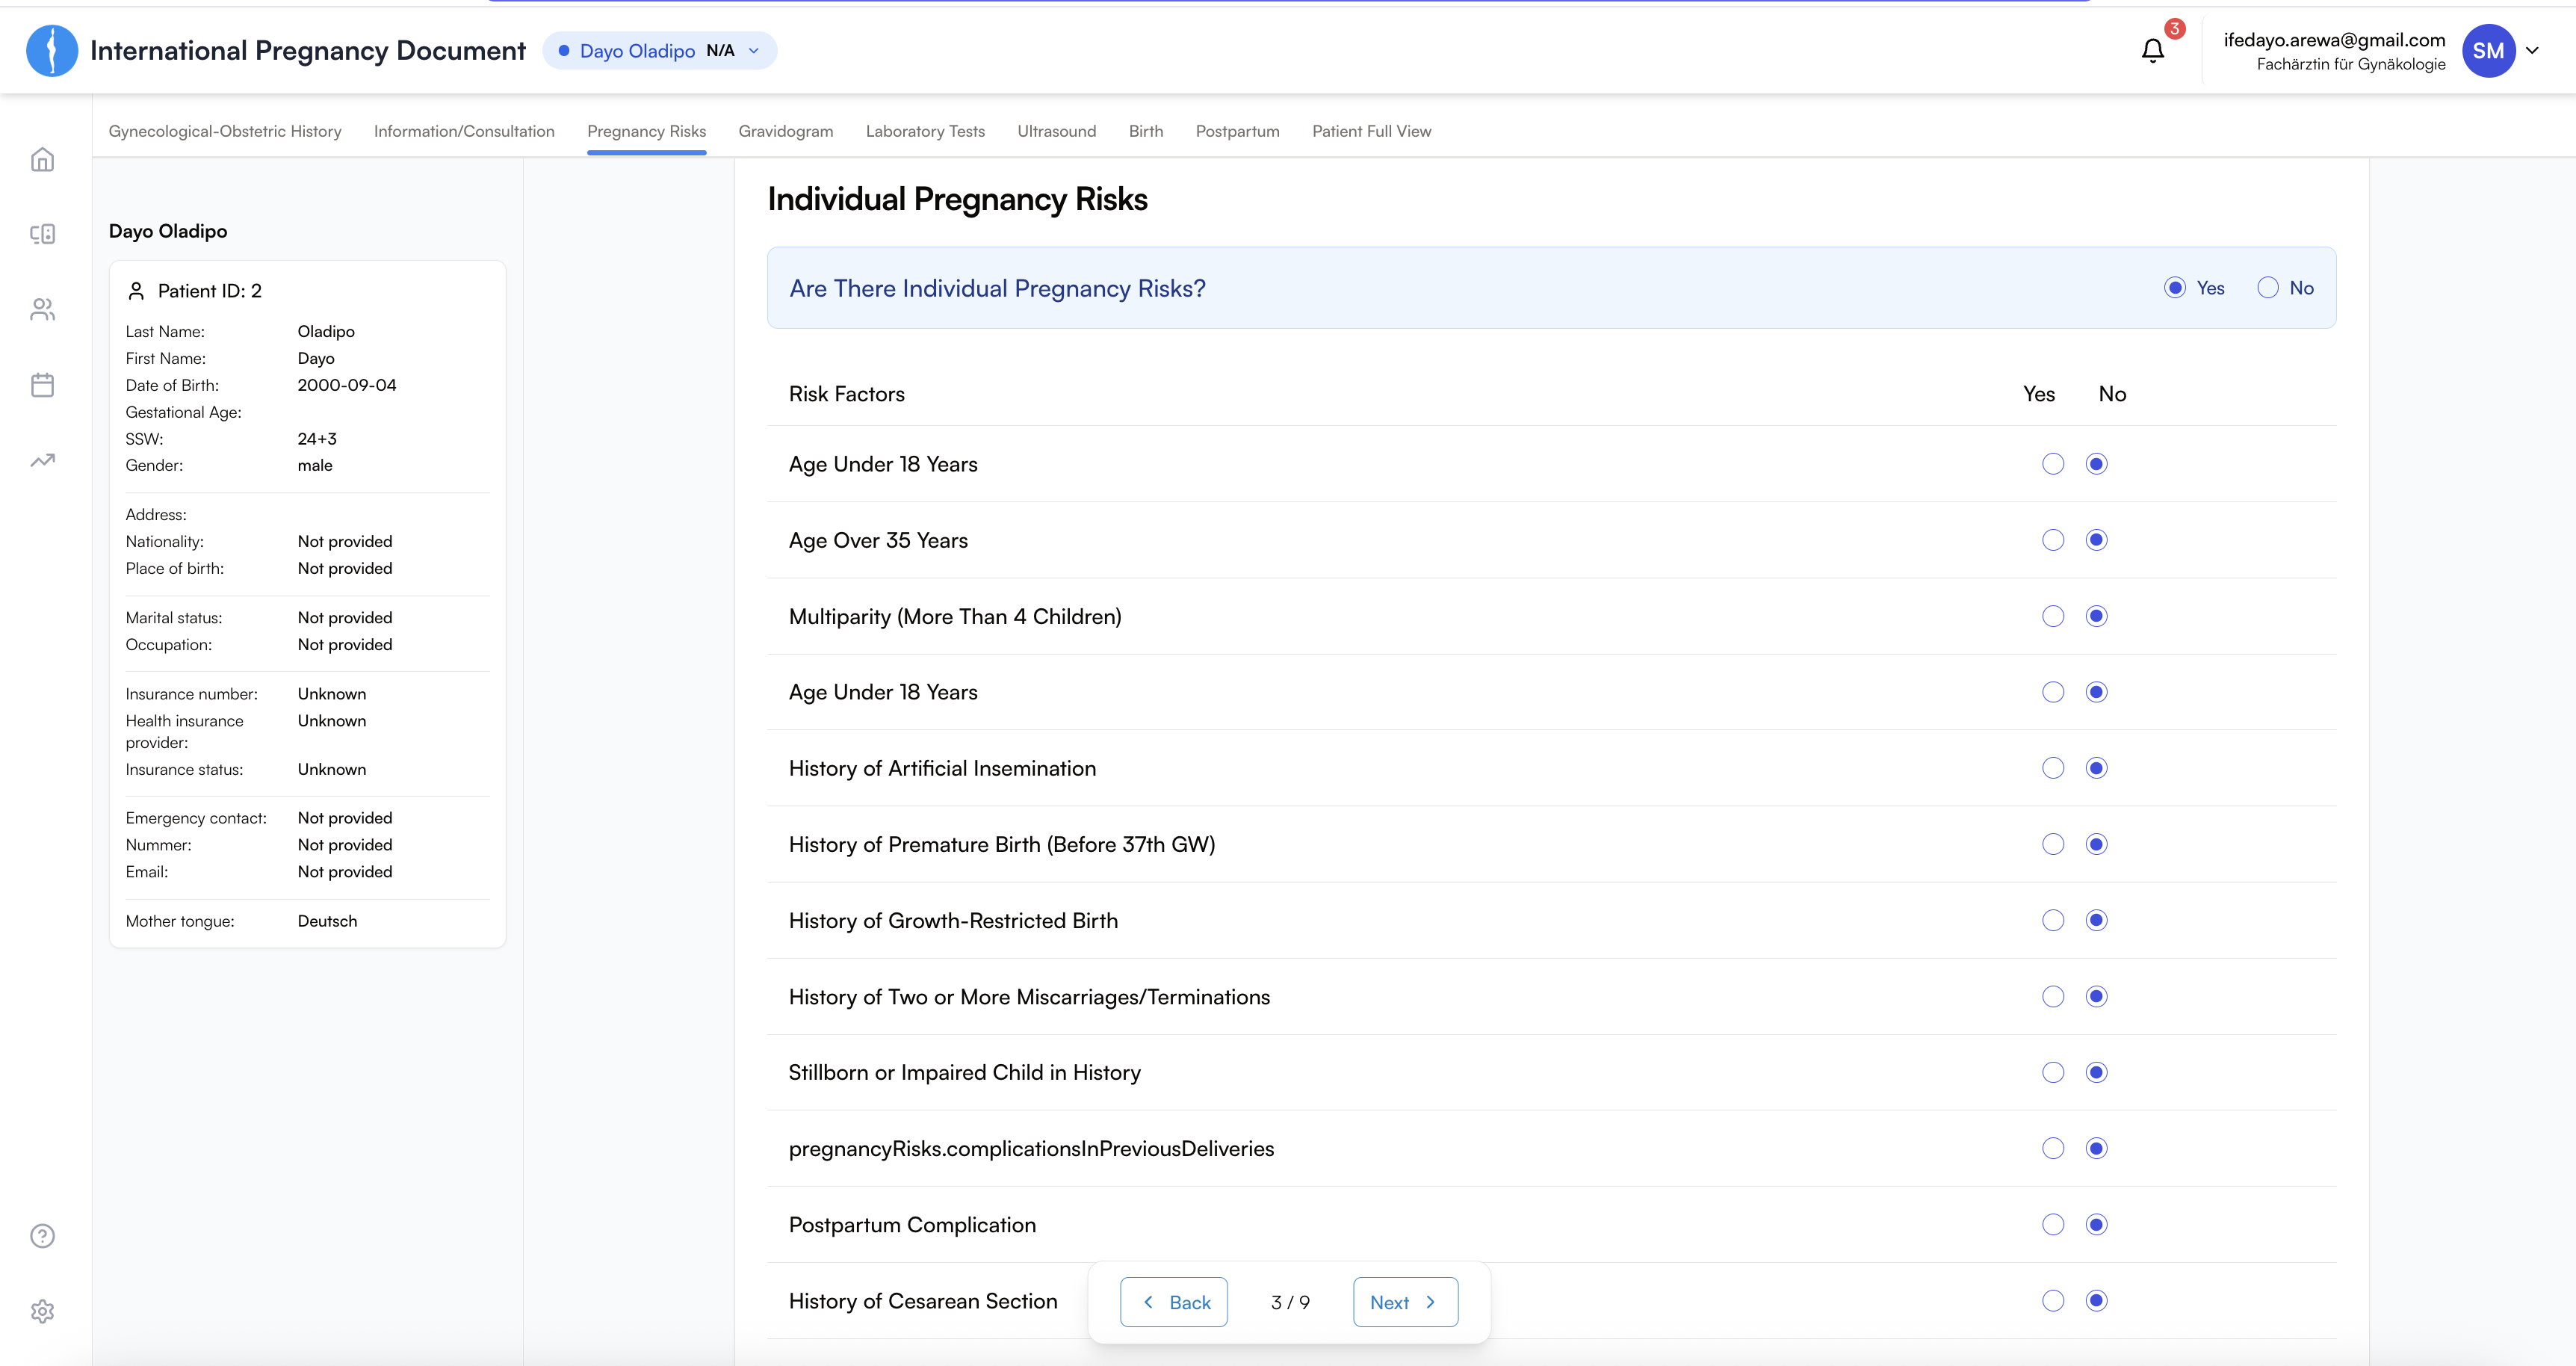 International Pregnancy Document
Dayo Oladipo N/A
3
ifedayo.arewa@gmail.com
Fachärztin für Gynäkologie
SM
Gynecological-Obstetric History Information/Consultation Pregnancy Risks Gravidogram Laboratory Tests Ultrasound Birth Postpartum Patient Full View
Dayo Oladipo
Patient ID: 2
Last Name: Oladipo
First Name: Dayo
Date of Birth: 2000-09-04
Gestational Age:
SSW: 24+3
Gender: male
Address:
Nationality: Not provided
Place of birth: Not provided
Marital status: Not provided
Occupation: Not provided
Insurance number: Unknown
Health insurance provider: Unknown
Insurance status: Unknown
Emergency contact: Not provided
Nummer: Not provided
Email: Not provided
Mother tongue: Deutsch
Individual Pregnancy Risks
Are There Individual Pregnancy Risks? Yes No
Risk Factors Yes No
Age Under 18 Years
Age Over 35 Years
Multiparity (More Than 4 Children)
Age Under 18 Years
History of Artificial Insemination
History of Premature Birth (Before 37th GW)
History of Growth-Restricted Birth
History of Two or More Miscarriages/Terminations
Stillborn or Impaired Child in History
pregnancyRisks.complicationsInPreviousDeliveries
Postpartum Complication
History of Cesarean Section
Back 3 / 9 Next